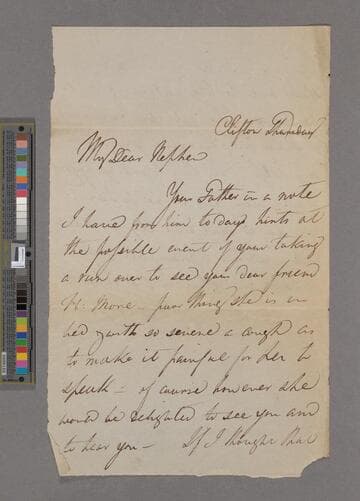 Clifton Thursday
My Dear Nephew
Your Father in a note
I have from him to day hints at
the possible event of your taking
a run over to see your dear friend
H. More - poor thing she is in
bed with so severe a cough as
to make it painful for her to
speak - of course however she
would be delighted to see you and
to hear you - If I thought that